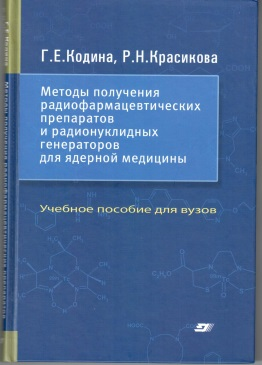 Г.Е.Кодина, Р.Н.Красикова
Методы получения
радиофармацевтических
препаратов
и радионуклидных
генераторов
для ядерной медицины
Учебное пособие для вузов